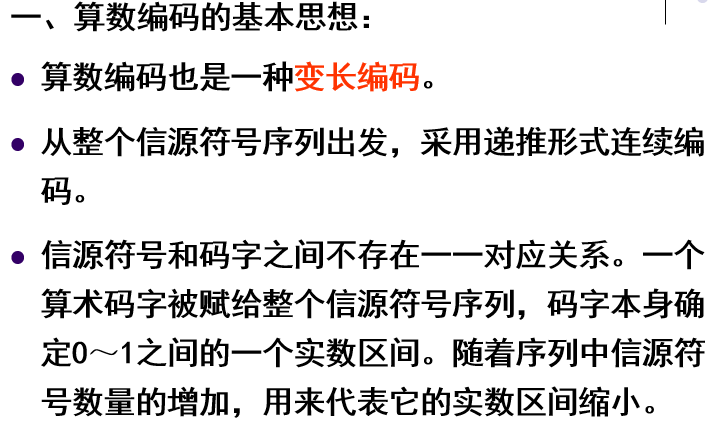 一、算数编码的基本思想：
● 算数编码也是一种变长编码。
● 从整个信源符号序列出发，采用递推形式连续编
码。
● 信源符号和码字之间不存在一一对应关系。一个
算术码字被赋给整个信源符号序列，码字本身确
定0～1之间的一个实数区间。随着序列中信源符
号数量的增加，用来代表它的实数区间缩小。